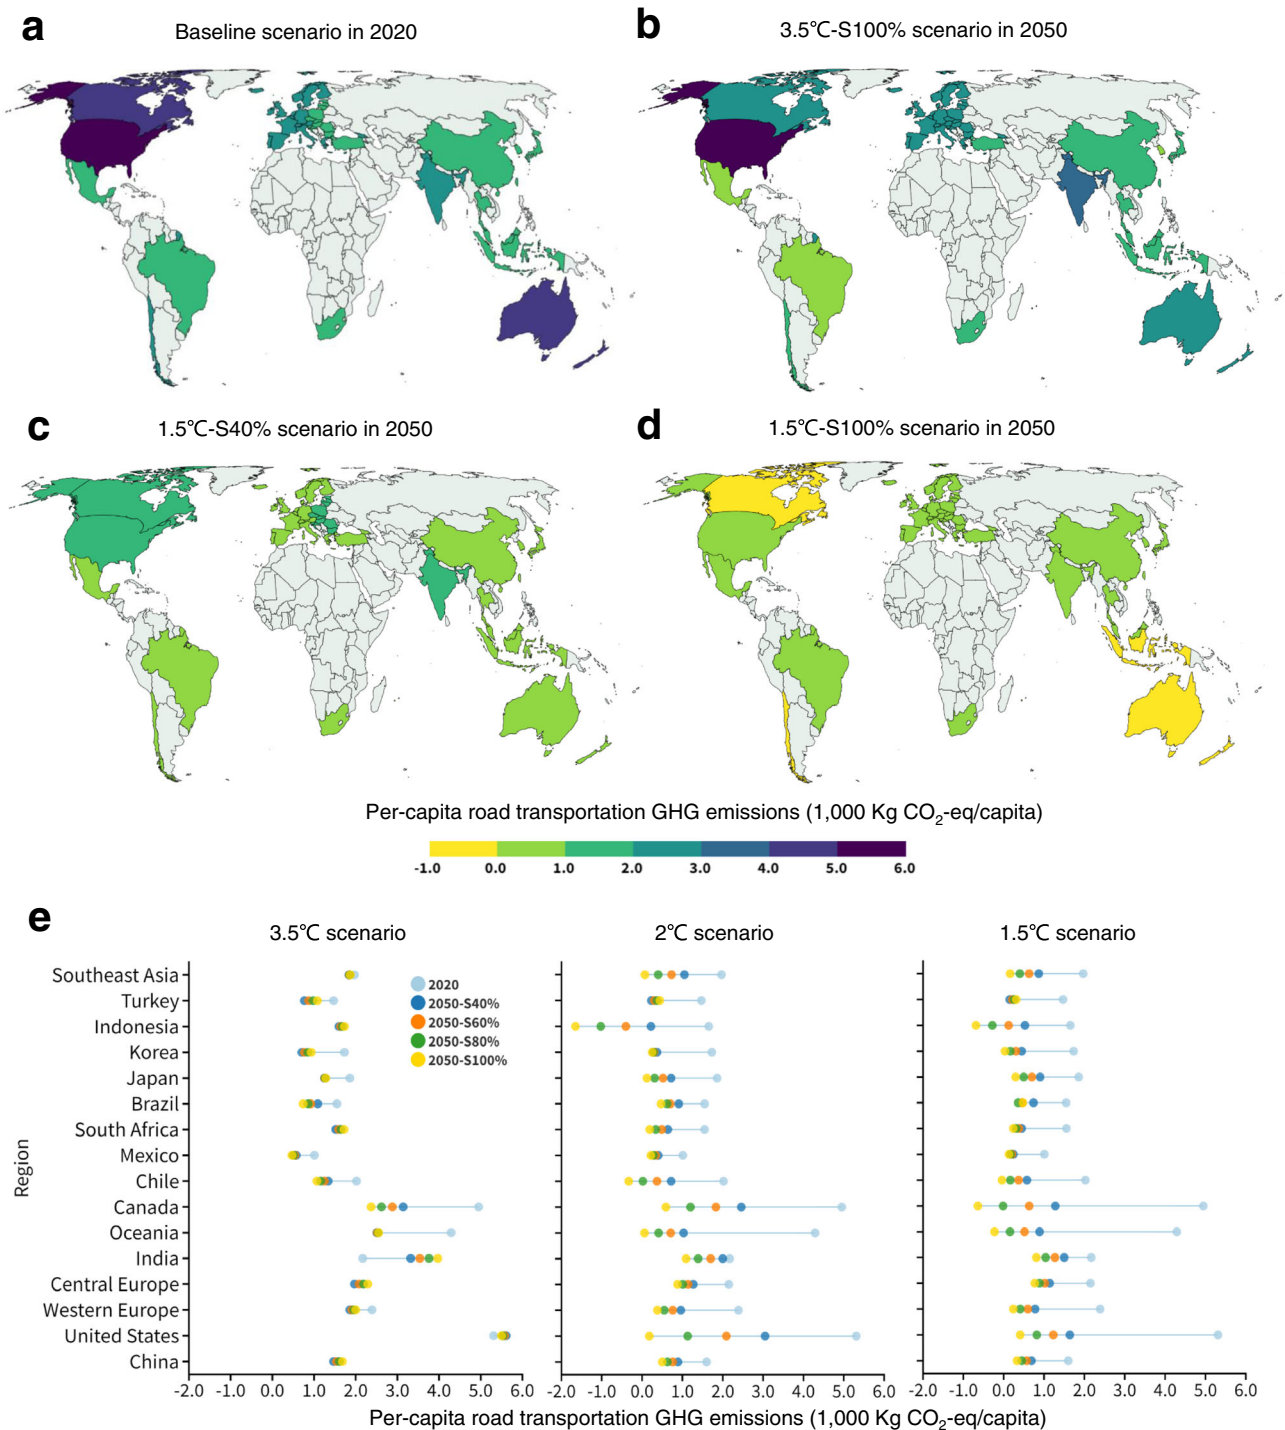 a
Baseline scenario in 2020
b
3.5℃-S100% scenario in 2050
c
1.5℃-S40% scenario in 2050
d
1.5℃-S100% scenario in 2050
Per-capita road transportation GHG emissions (1,000 Kg CO₂-eq/capita)
-1.0 0.0 1.0 2.0 3.0 4.0 5.0 6.0
e
3.5℃ scenario
2℃ scenario
1.5℃ scenario
2020
2050-S40%
2050-S60%
2050-S80%
2050-S100%
Region
Southeast Asia
Turkey
Indonesia
Korea
Japan
Brazil
South Africa
Mexico
Chile
Canada
Oceania
India
Central Europe
Western Europe
United States
China
-2.0 -1.0 0.0 1.0 2.0 3.0 4.0 5.0 6.0
-2.0 -1.0 0.0 1.0 2.0 3.0 4.0 5.0 6.0
-2.0 -1.0 0.0 1.0 2.0 3.0 4.0 5.0 6.0
Per-capita road transportation GHG emissions (1,000 Kg CO₂-eq/capita)